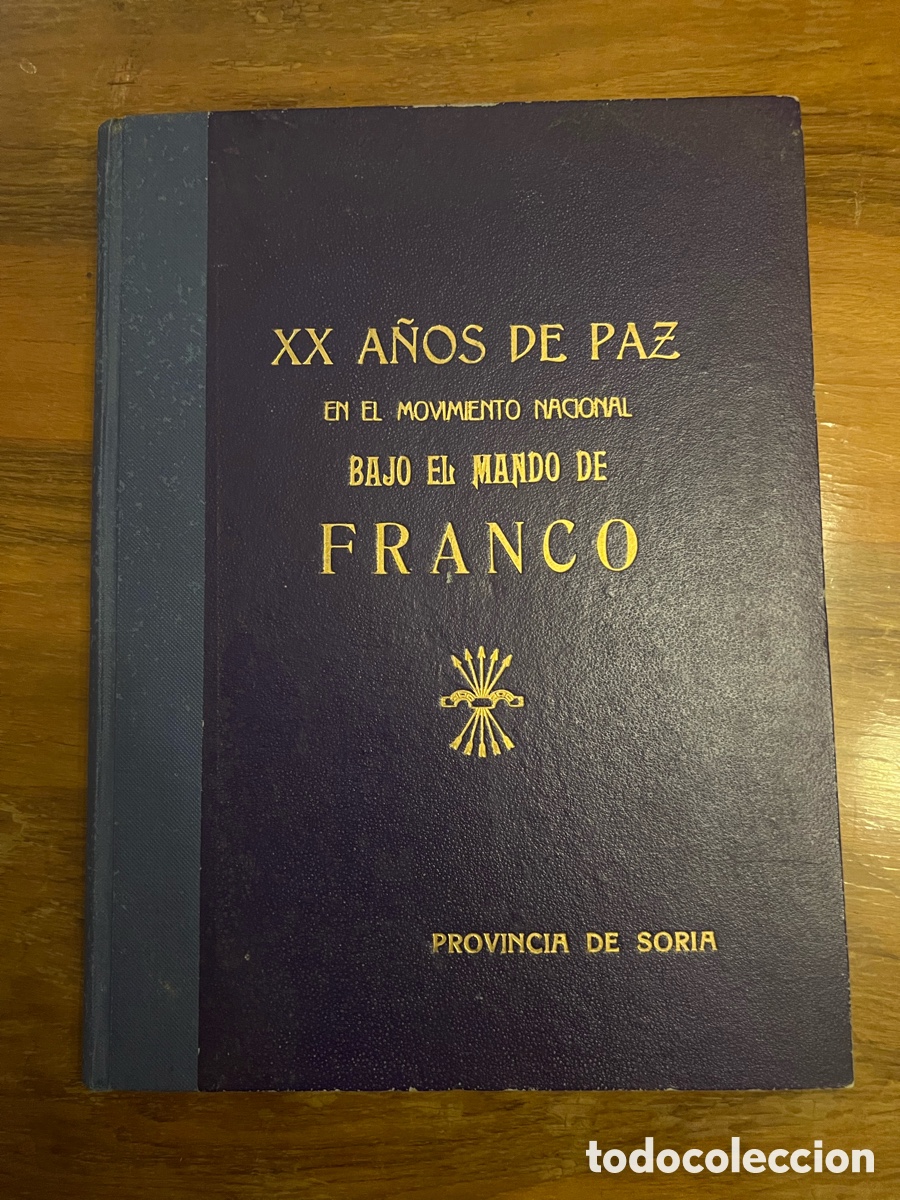 XX AÑOS DE PAZ
EN EL MOVIMIENTO NACIONAL
BAJO EL MANDO DE
FRANCO
PROVINCIA DE SORIA
todocoleccion